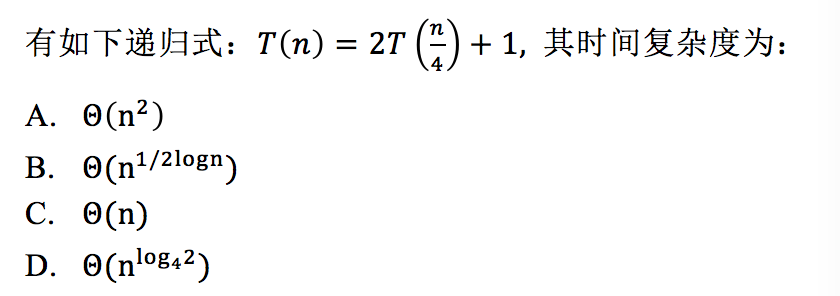 有如下递归式：T(n) = 2T(n/4) + 1, 其时间复杂度为：
A. Θ(n²)
B. Θ(n^{1/2logn})
C. Θ(n)
D. Θ(n^{log₄2})